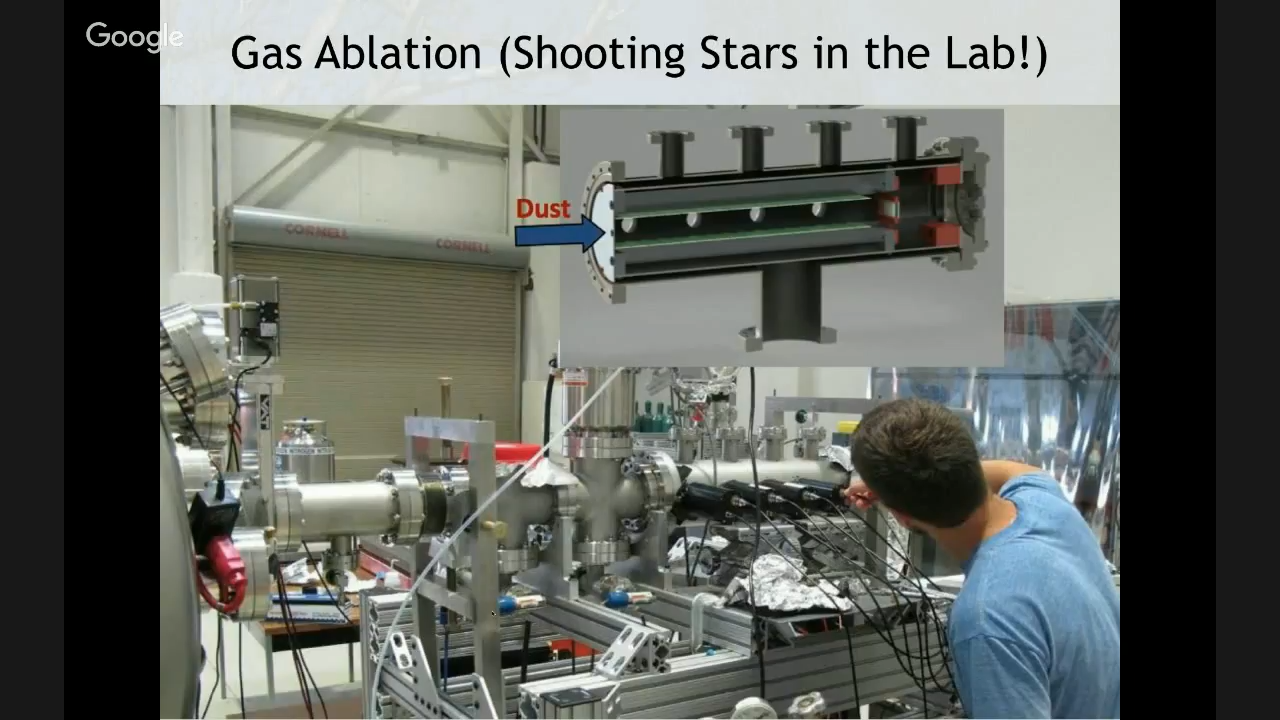 Google
Gas Ablation (Shooting Stars in the Lab!)
Dust
CORNELL
CORNELL